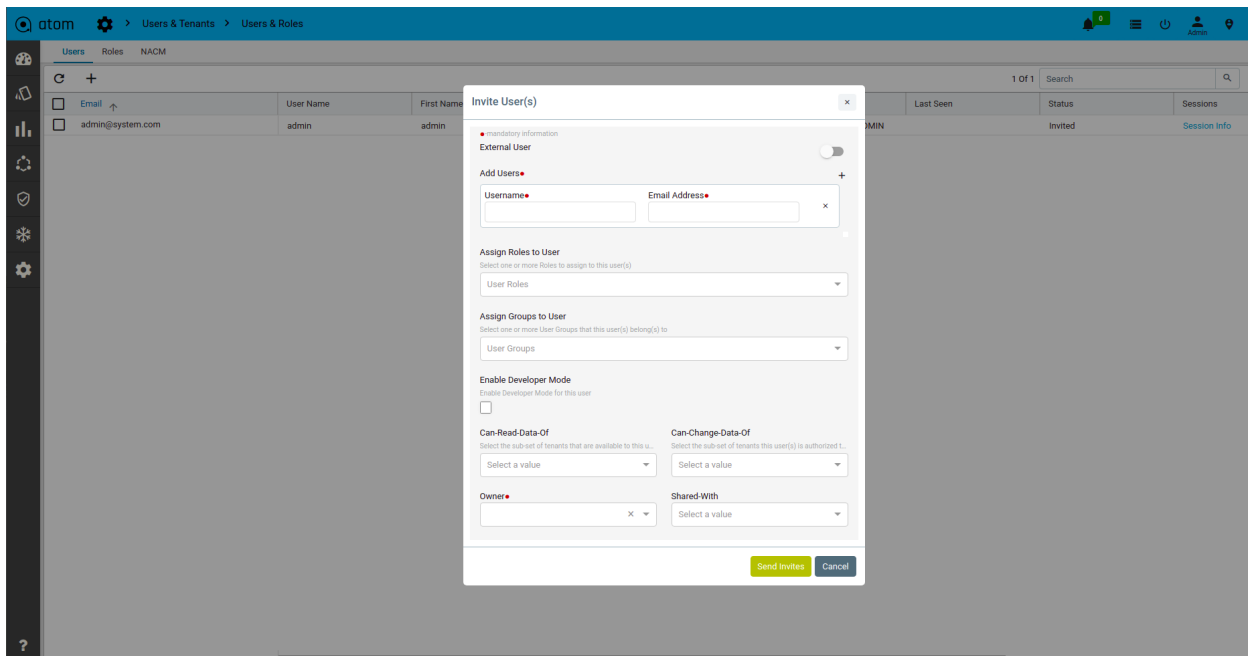 atom > Users & Tenants > Users & Roles 0 Admin
Users Roles NACM
1 Of 1 Search
Email User Name First Name Last Seen Status Sessions
admin@system.com admin admin DMIN Invited Session Info
Invite User(s)
mandatory information
External User
Add Users
Username Email Address
Assign Roles to User
Select one or more Roles to assign to this user(s)
User Roles
Assign Groups to User
Select one or more User Groups that this user(s) belong(s) to
User Groups
Enable Developer Mode
Enable Developer Mode for this user
Can-Read-Data-Of Can-Change-Data-Of
Select the sub-set of tenants that are available to this u... Select the sub-set of tenants this user(s) is authorized t...
Select a value Select a value
Owner Shared-With
Select a value
Send Invites Cancel
?